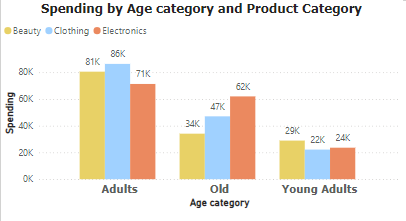 Spending by Age category and Product Category
Beauty Clothing Electronics
80K
60K
40K
20K
0K
Spending
81K 86K 71K
34K 47K 62K
29K 22K 24K
Adults Old Young Adults
Age category